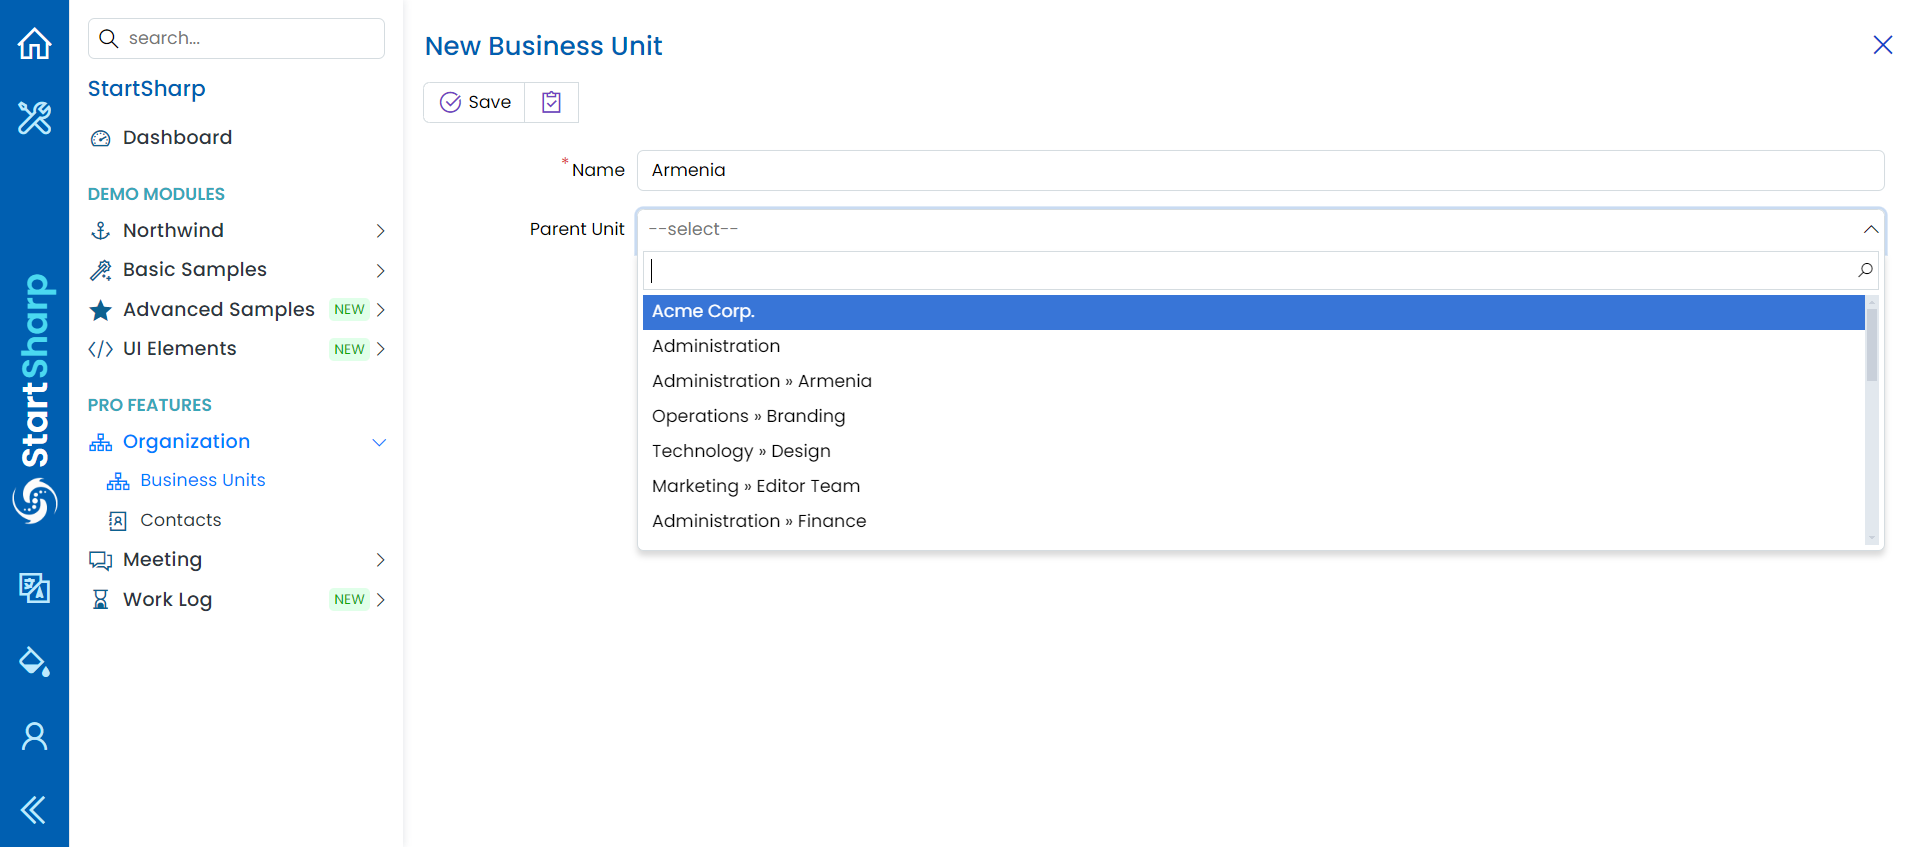 StartSharp
search...
StartSharp
Dashboard
DEMO MODULES
Northwind
Basic Samples
Advanced Samples NEW
UI Elements NEW
PRO FEATURES
Organization
Business Units
Contacts
Meeting
Work Log NEW
New Business Unit
Save
* Name Armenia
Parent Unit --select--
Acme Corp.
Administration
Administration » Armenia
Operations » Branding
Technology » Design
Marketing » Editor Team
Administration » Finance